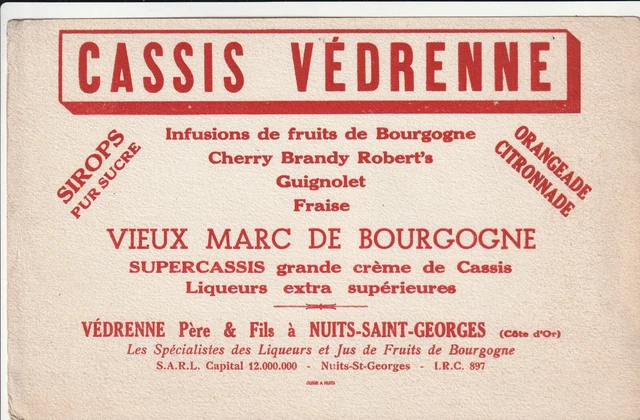 CASSIS VÉDRENNE
SIROPS
PUR SUCRE
Infusions de fruits de Bourgogne
Cherry Brandy Robert's
Guignolet
Fraise
ORANGEADE
CITRONNADE
VIEUX MARC DE BOURGOGNE
SUPERCASSIS grande crème de Cassis
Liqueurs extra supérieures
VÉDRENNE Père & Fils à NUITS-SAINT-GEORGES (Côte d'Or)
Les Spécialistes des Liqueurs et Jus de Fruits de Bourgogne
S.A.R.L. Capital 12.000.000 - Nuits-St-Georges - I.R.C. 897